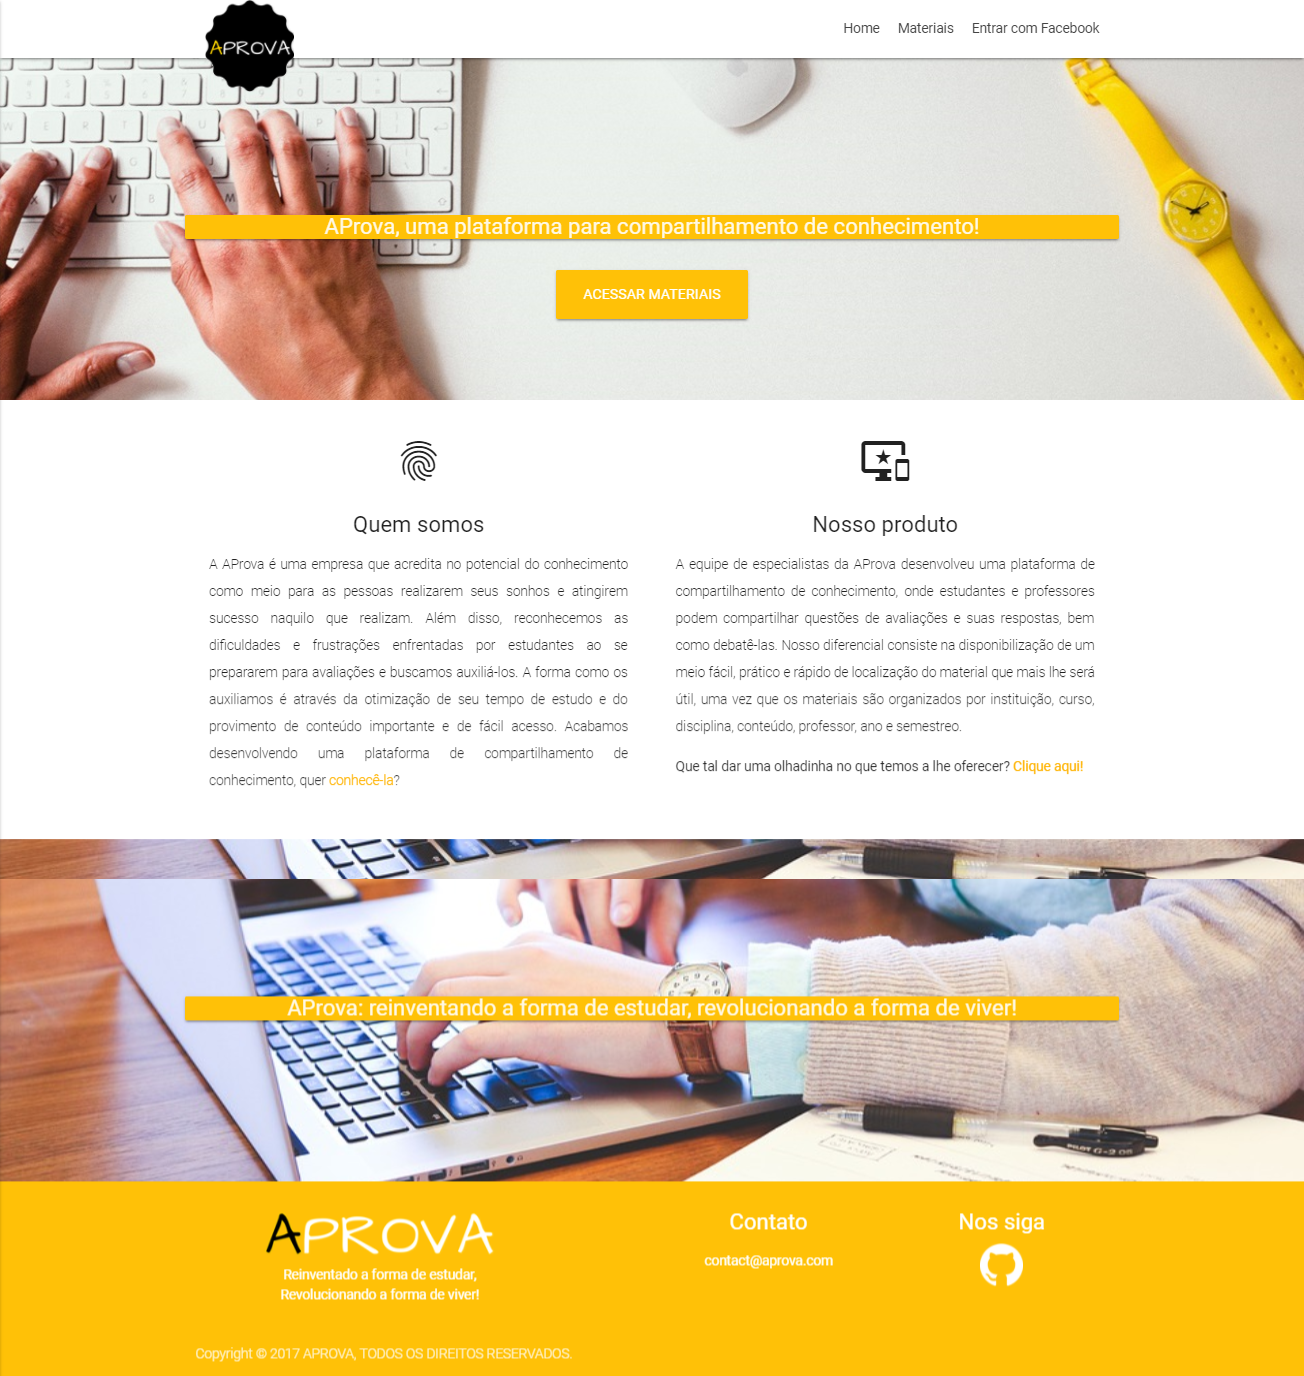 APROVA
Home Materiais Entrar com Facebook
AProva, uma plataforma para compartilhamento de conhecimento!
ACESSAR MATERIAIS
Quem somos
A AProva é uma empresa que acredita no potencial do conhecimento
como meio para as pessoas realizarem seus sonhos e atingirem
sucesso naquilo que realizam. Além disso, reconhecemos as
dificuldades e frustrações enfrentadas por estudantes ao se
prepararem para avaliações e buscamos auxiliá-los. A forma como os
auxiliamos é através da otimização de seu tempo de estudo e do
provimento de conteúdo importante e de fácil acesso. Acabamos
desenvolvendo uma plataforma de compartilhamento de
conhecimento, quer conhecê-la?
Nosso produto
A equipe de especialistas da AProva desenvolveu uma plataforma de
compartilhamento de conhecimento, onde estudantes e professores
podem compartilhar questões de avaliações e suas respostas, bem
como debatê-las. Nosso diferencial consiste na disponibilização de um
meio fácil, prático e rápido de localização do material que mais lhe será
útil, uma vez que os materiais são organizados por instituição, curso,
disciplina, conteúdo, professor, ano e semestreo.
Que tal dar uma olhadinha no que temos a lhe oferecer? Clique aqui!
AProva: reinventando a forma de estudar, revolucionando a forma de viver!
PILOT G-2 05
APROVA
Reinventado a forma de estudar,
Revolucionando a forma de viver!
Contato
contact@aprova.com
Nos siga
Copyright © 2017 APROVA, TODOS OS DIREITOS RESERVADOS.